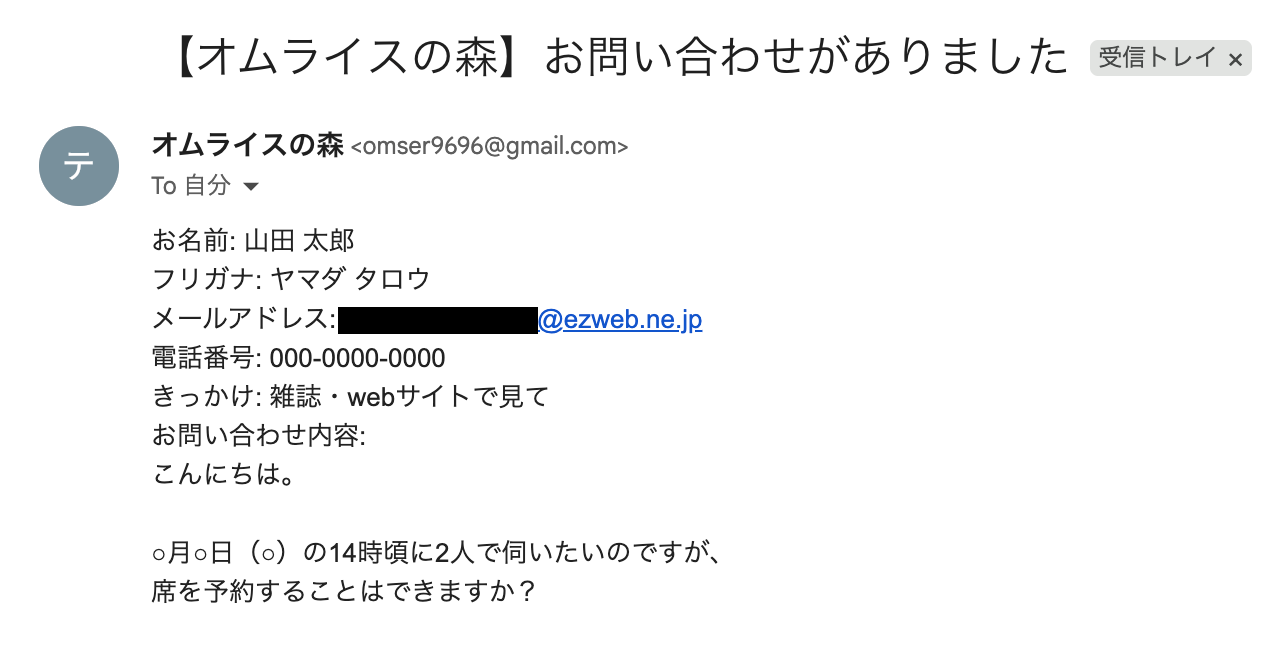 【オムライスの森】お問い合わせがありました 受信トレイ ×
テ
オムライスの森 <omser9696@gmail.com>
To 自分
お名前: 山田 太郎
フリガナ: ヤマダ タロウ
メールアドレス: @ezweb.ne.jp
電話番号: 000-0000-0000
きっかけ: 雑誌・webサイトで見て
お問い合わせ内容:
こんにちは。
○月○日（○）の14時頃に2人で伺いたいのですが、
席を予約することはできますか？